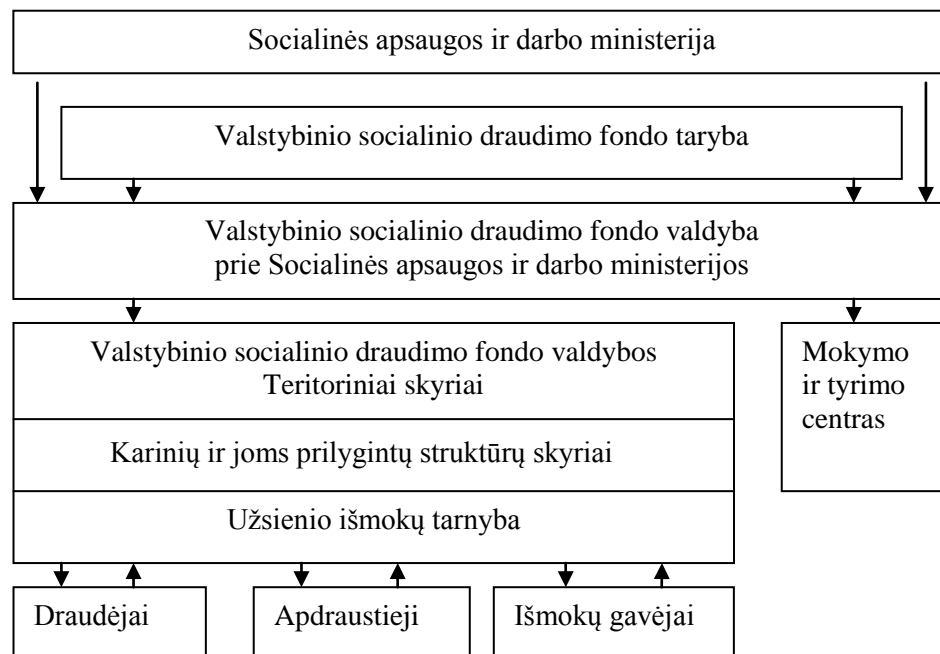 Socialinės apsaugos ir darbo ministerija
Valstybinio socialinio draudimo fondo taryba
Valstybinio socialinio draudimo fondo valdyba
prie Socialinės apsaugos ir darbo ministerijos
Valstybinio socialinio draudimo fondo valdybos
Teritoriniai skyriai
Karinių ir joms prilygintų struktūrų skyriai
Užsienio išmokų tarnyba
Mokymo
ir tyrimo
centras
Draudėjai
Apdraustieji
Išmokų gavėjai